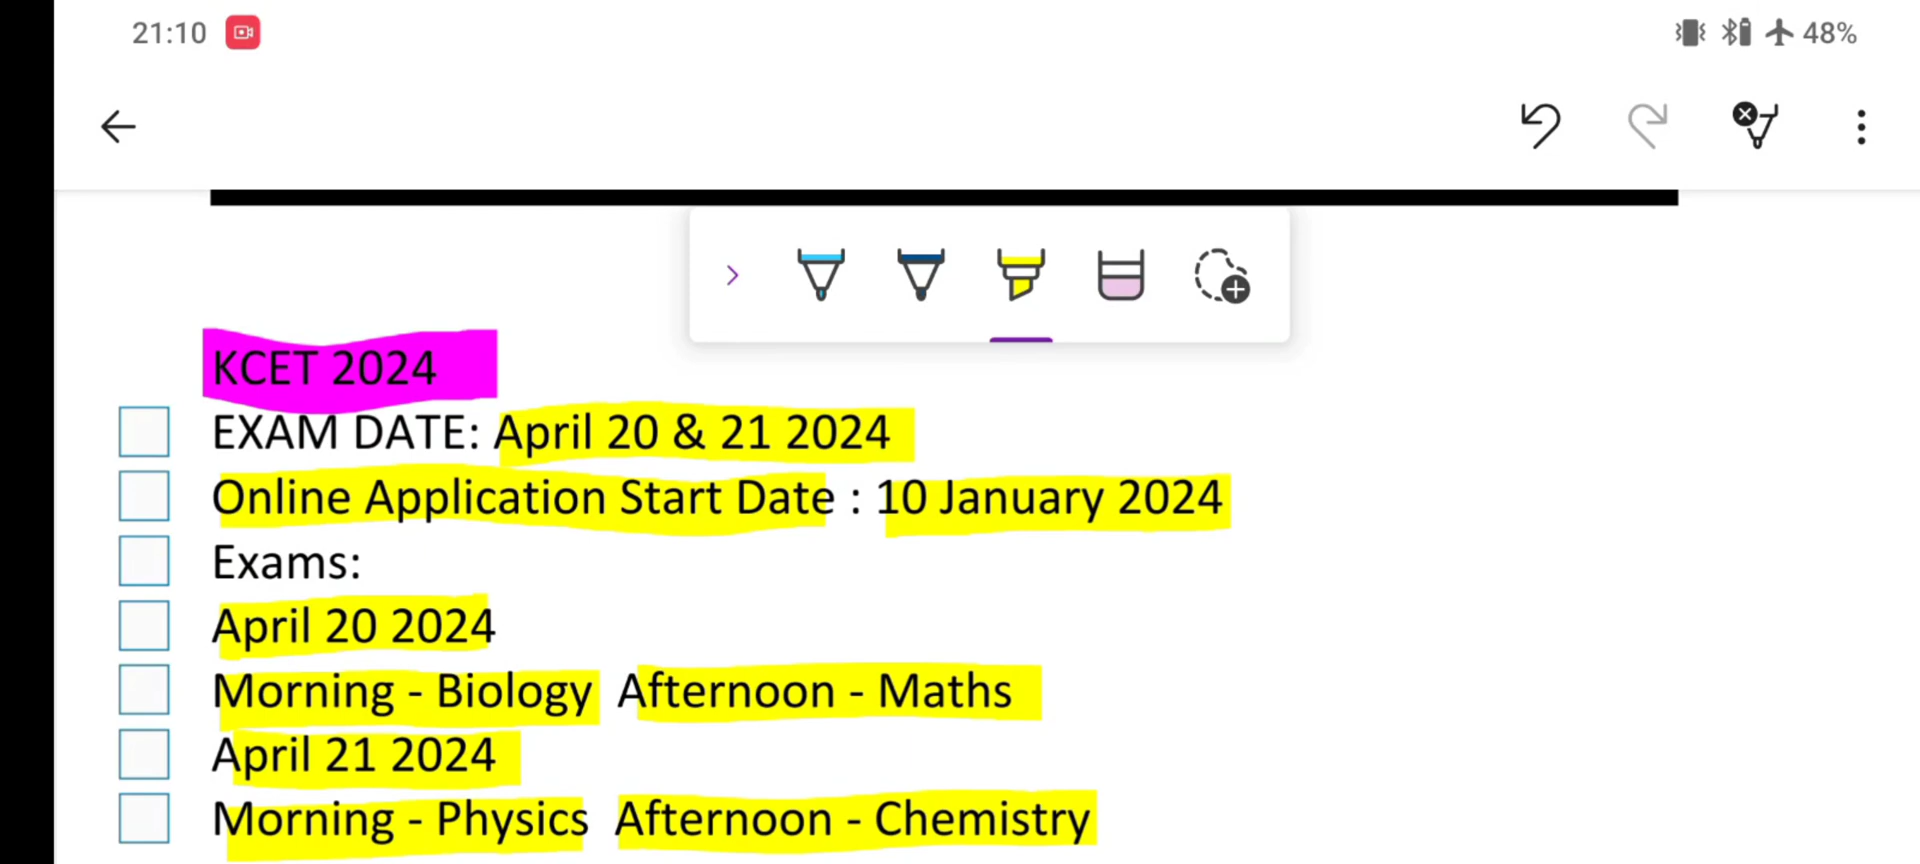 21:10 48%
KCET 2024
EXAM DATE: April 20 & 21 2024
Online Application Start Date : 10 January 2024
Exams:
April 20 2024
Morning - Biology Afternoon - Maths
April 21 2024
Morning - Physics Afternoon - Chemistry